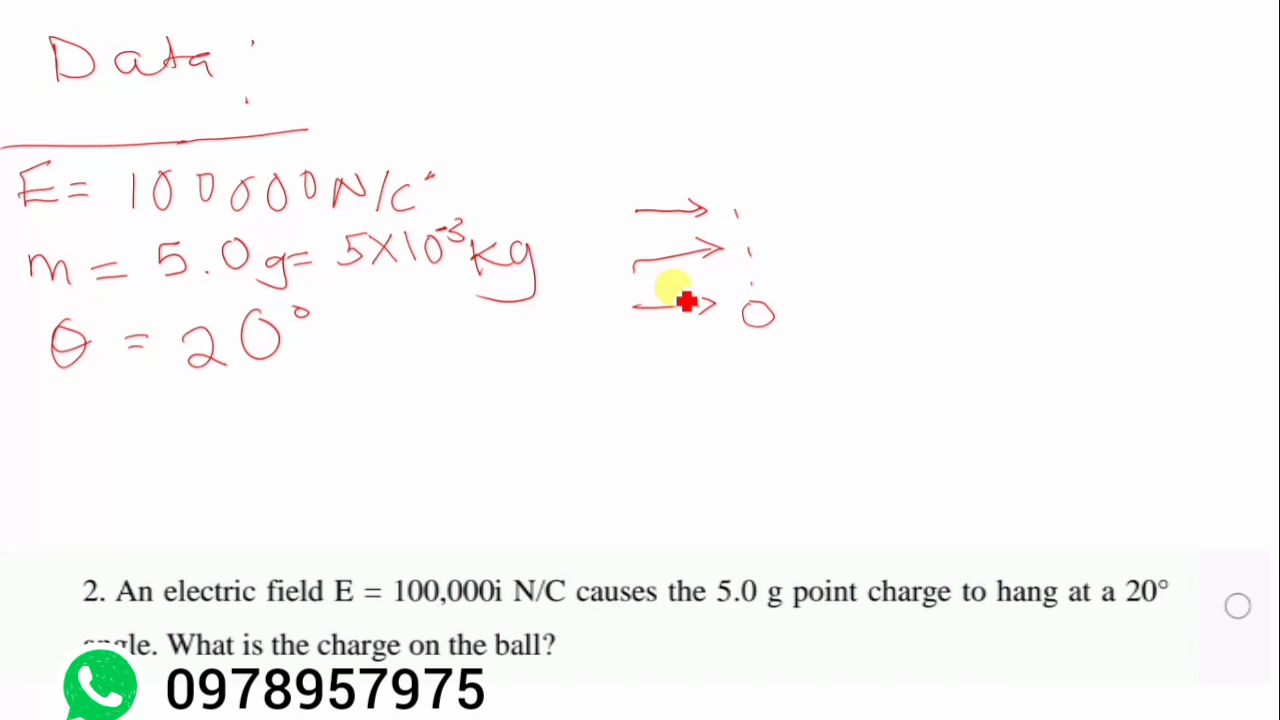 Data :
E = 100000 N/C
m = 5.0 g = 5×10⁻³ kg
θ = 20°
2. An electric field E = 100,000i N/C causes the 5.0 g point charge to hang at a 20°
angle. What is the charge on the ball?
0978957975